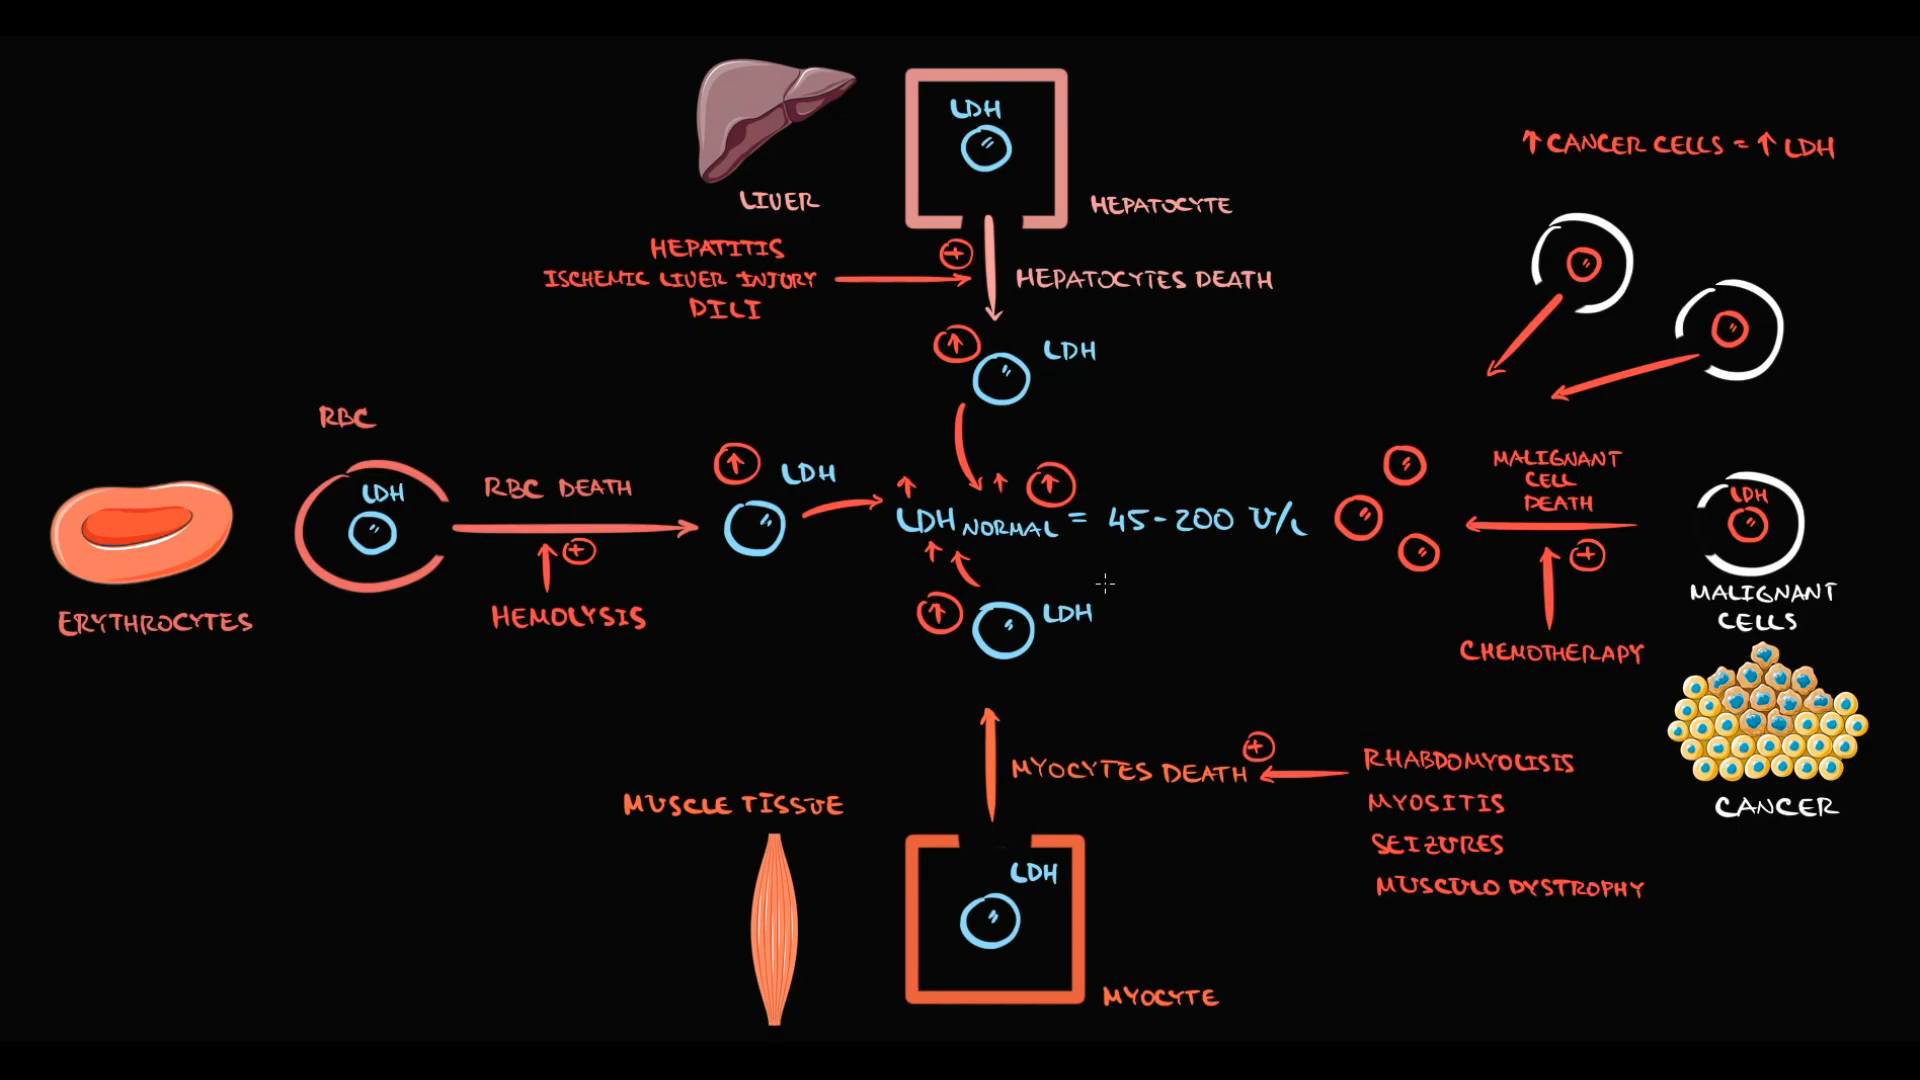 LDH
LIVER
HEPATOCYTE
↑ CANCER CELLS = ↑ LDH
HEPATITIS
ISCHEMIC LIVER INJURY
DILI
HEPATOCYTES DEATH
LDH
RBC
LDH
RBC DEATH
LDH
LDH NORMAL = 45-200 U/L
MALIGNANT
CELL
DEATH
LDH
ERYTHROCYTES
HEMOLYSIS
LDH
MALIGNANT
CELLS
CHEMOTHERAPY
MYOCYTES DEATH
RHABDOMYOLISIS
MYOSITIS
SEIZURES
MUSCULO DYSTROPHY
CANCER
MUSCLE TISSUE
LDH
MYOCYTE